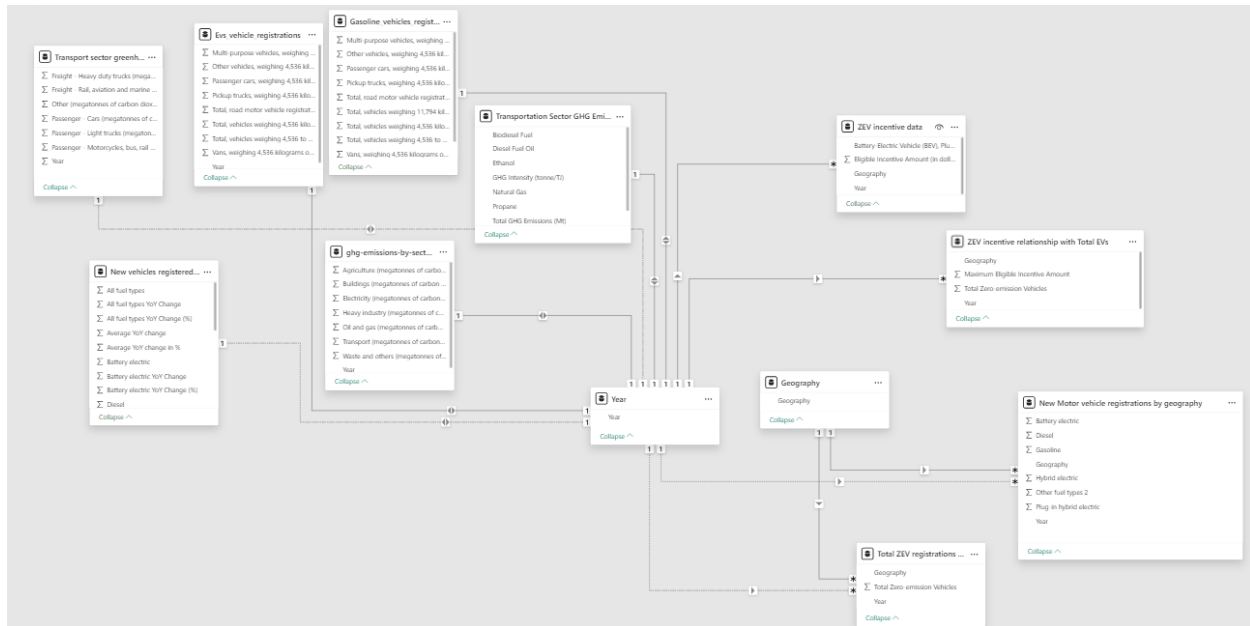 Transport sector greenh... ...
Σ Freight - Heavy duty trucks (mega...
Σ Freight - Rail, aviation and marine ...
Σ Other (megatonnes of carbon diox...
Σ Passenger - Cars (megatonnes of c...
Σ Passenger - Light trucks (megaton...
Σ Passenger - Motorcycles, bus, rail ...
Σ Year
Collapse
Evs_vehicle_registrations ...
Σ Multi-purpose vehicles, weighing ...
Σ Other vehicles, weighing 4,536 kil...
Σ Passenger cars, weighing 4,536 kil...
Σ Pickup trucks, weighing 4,536 kilo...
Σ Total, road motor vehicle registrat...
Σ Total, vehicles weighing 11,794 kil...
Σ Total, vehicles weighing 4,536 kilo...
Σ Total, vehicles weighing 4,536 to ...
Σ Vans, weighing 4,536 kilograms o...
Year
Collapse
Gasoline_vehicles_regist... ...
Σ Multi-purpose vehicles, weighing ...
Σ Other vehicles, weighing 4,536 kil...
Σ Passenger cars, weighing 4,536 kil...
Σ Pickup trucks, weighing 4,536 kilo...
Σ Total, road motor vehicle registrat...
Σ Total, vehicles weighing 11,794 kil...
Σ Total, vehicles weighing 4,536 kilo...
Σ Total, vehicles weighing 4,536 to ...
Σ Vans, weighing 4,536 kilograms o...
Collapse
Transportation Sector GHG Emi... ...
Biodiesel Fuel
Diesel Fuel Oil
Ethanol
GHG Intensity (tonne/TJ)
Natural Gas
Propane
Total GHG Emissions (Mt)
Collapse
ZEV incentive data ...
Battery-Electric Vehicle (BEV), Plu...
Σ Eligible Incentive Amount (in doll...
Geography
Year
Collapse
ZEV incentive relationship with Total EVs ...
Geography
Σ Maximum Eligible Incentive Amount
Σ Total Zero-emission Vehicles
Year
Collapse
New vehicles registered... ...
Σ All fuel types
Σ All fuel types YoY Change
Σ All fuel types YoY Change (%)
Σ Average YoY change
Σ Average YoY change in %
Σ Battery electric
Σ Battery electric YoY Change
Σ Battery electric YoY Change (%)
Σ Diesel
Collapse
ghg-emissions-by-sect... ...
Σ Agriculture (megatonnes of carbo...
Σ Buildings (megatonnes of carbon ...
Σ Electricity (megatonnes of carbon...
Σ Heavy industry (megatonnes of c...
Σ Oil and gas (megatonnes of carb...
Σ Transport (megatonnes of carbon...
Σ Waste and others (megatonnes of...
Year
Collapse
Year ...
Year
Collapse
Geography ...
Geography
Collapse
New Motor vehicle registrations by geography ...
Σ Battery electric
Σ Diesel
Σ Gasoline
Geography
Σ Hybrid electric
Σ Other fuel types 2
Σ Plug-in hybrid electric
Year
Collapse
Total ZEV registrations ... ...
Geography
Σ Total Zero-emission Vehicles
Year
Collapse